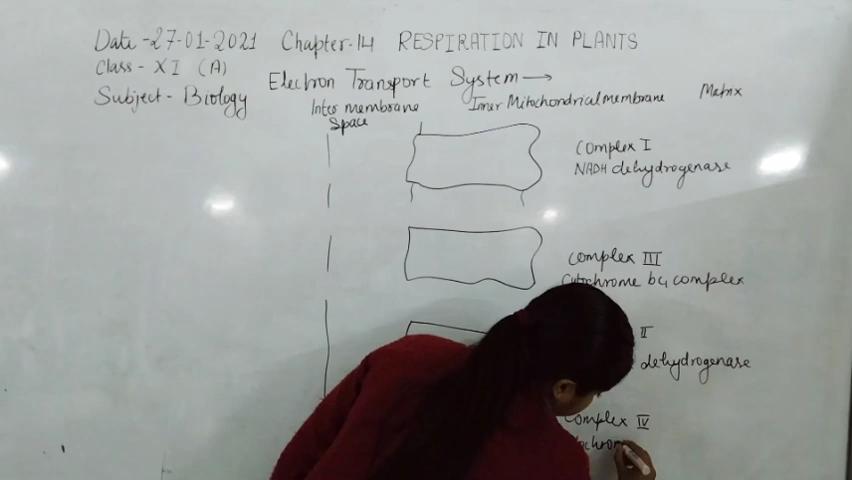 Date -27-01-2021 Chapter-14 RESPIRATION IN PLANTS
Class - XI (A)
Subject - Biology
Electron Transport System →
Inter membrane Space
Inner Mitochondrial membrane
Matrix
Complex I
NADH dehydrogenase
Complex III
Cytochrome bc1 complex
II
dehydrogenase
Complex IV